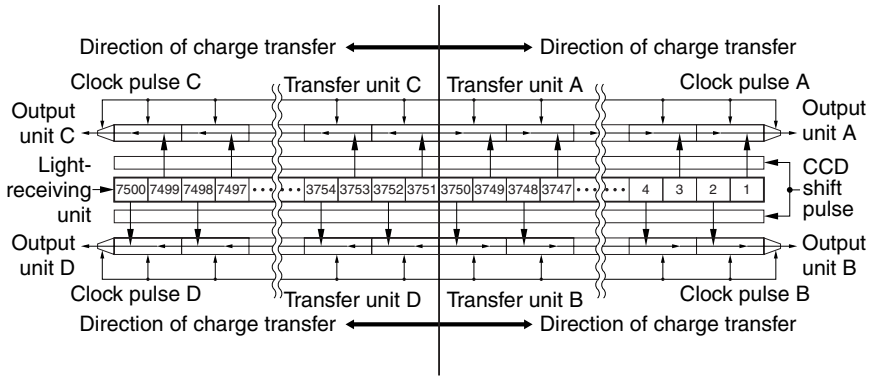 Direction of charge transfer Direction of charge transfer
Clock pulse C Transfer unit C Transfer unit A Clock pulse A
Output
unit C
Output
unit A
Light-
receiving
unit
7500 7499 7498 7497 ······ 3754 3753 3752 3751 3750 3749 3748 3747 ······ 4 3 2 1
CCD
shift
pulse
Output
unit D
Output
unit B
Clock pulse D Transfer unit D Transfer unit B Clock pulse B
Direction of charge transfer Direction of charge transfer